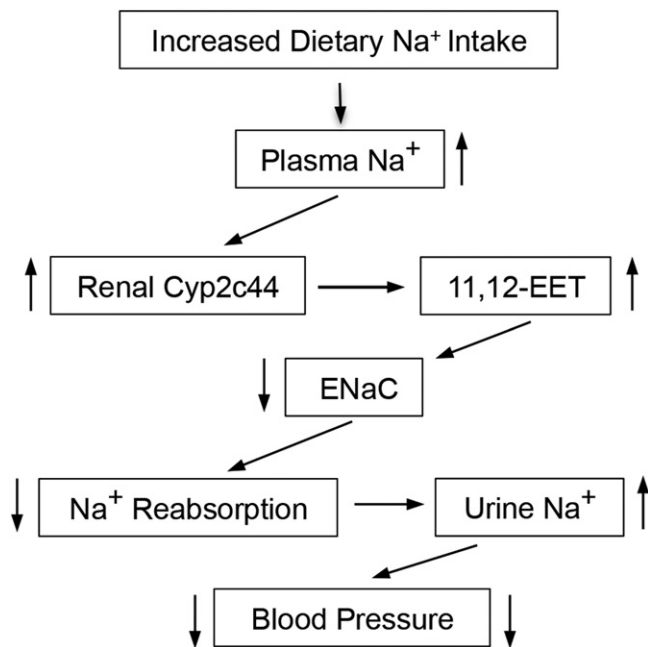 Increased Dietary Na⁺ Intake
Plasma Na⁺
Renal Cyp2c44
11,12-EET
ENaC
Na⁺ Reabsorption
Urine Na⁺
Blood Pressure